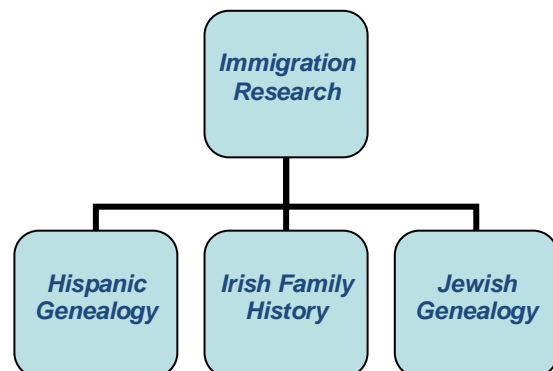 Immigration
Research
Hispanic
Genealogy
Irish Family
History
Jewish
Genealogy